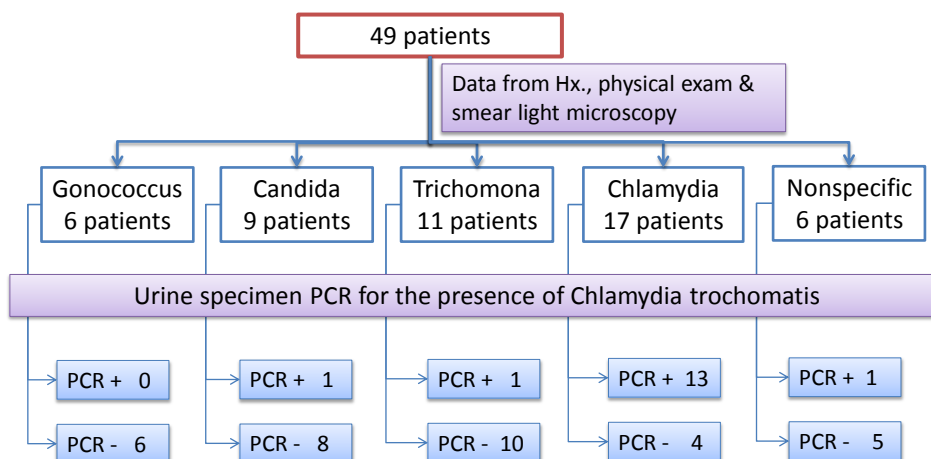 49 patients
Data from Hx., physical exam &
smear light microscopy
Gonococcus
6 patients
Candida
9 patients
Trichomona
11 patients
Chlamydia
17 patients
Nonspecific
6 patients
Urine specimen PCR for the presence of Chlamydia trochomatis
PCR + 0
PCR + 1
PCR + 1
PCR + 13
PCR + 1
PCR - 6
PCR - 8
PCR - 10
PCR - 4
PCR - 5